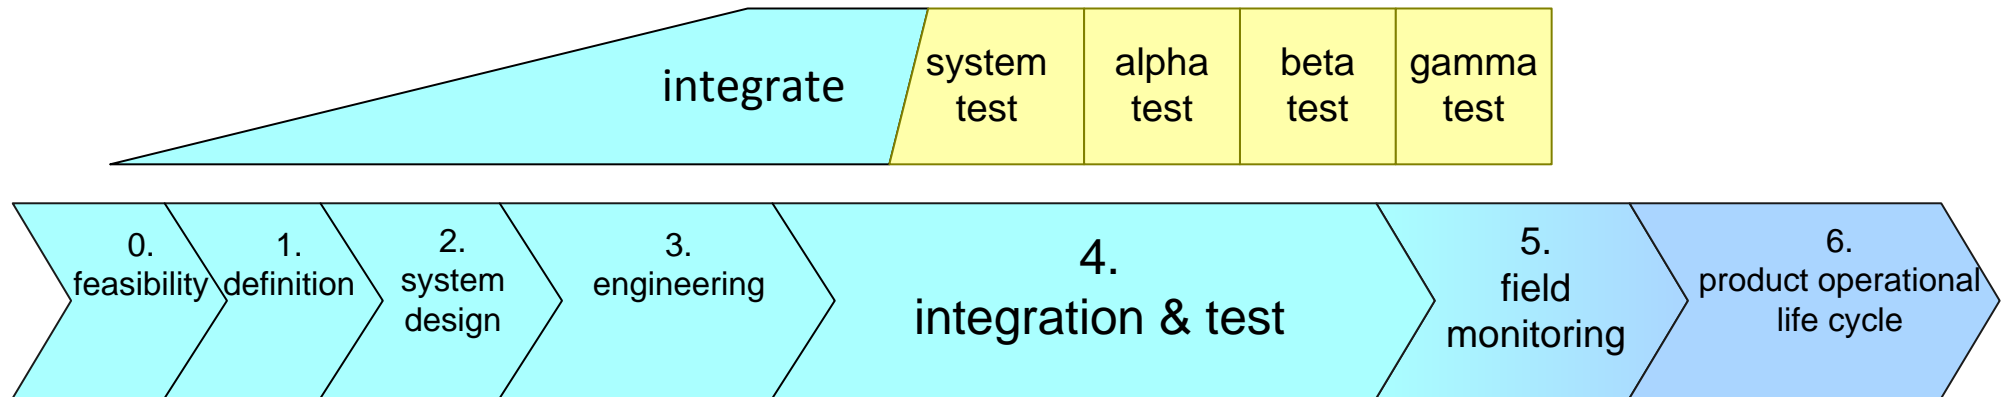 integrate
system
test
alpha
test
beta
test
gamma
test
0.
feasibility
1.
definition
2.
system
design
3.
engineering
4.
integration & test
5.
field
monitoring
6.
product operational
life cycle